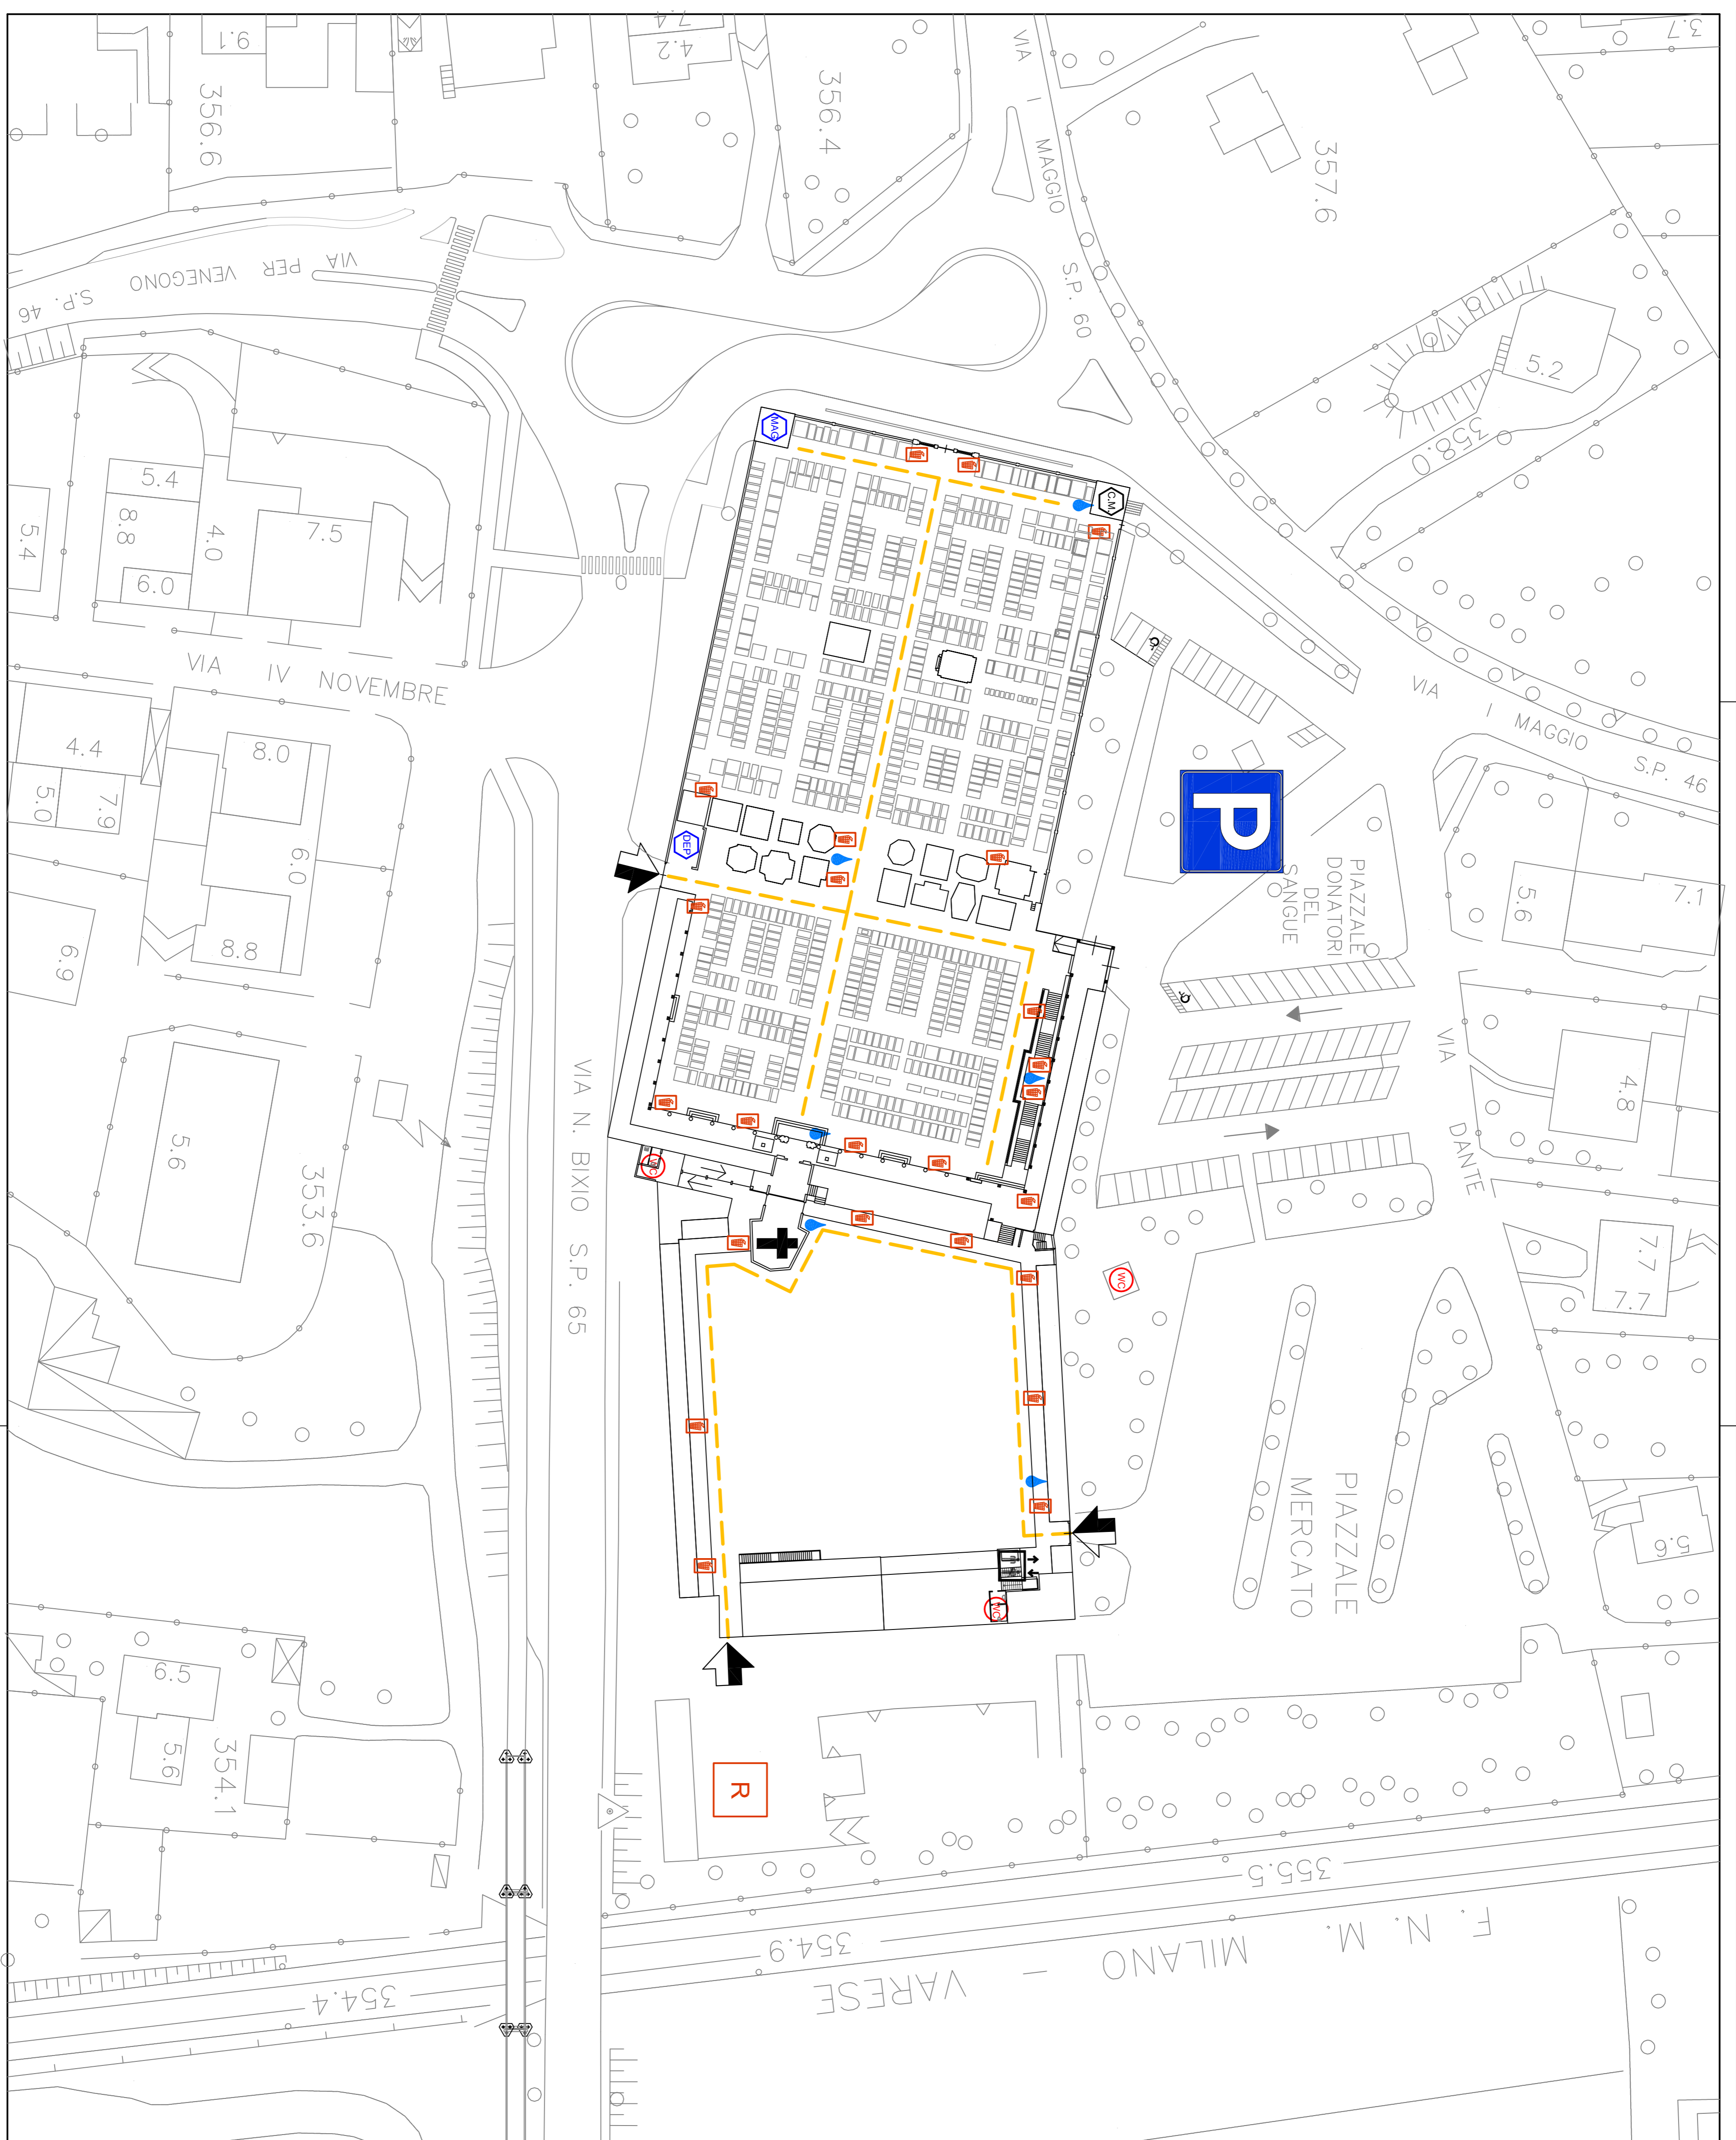 9.1
7.4
4.2
3.7
356.6
356.4
VIA I MAGGIO
S.P. 60
357.6
VIA PER VENEGONO
S.P. 46
5.2
358.0
MAG
C.M.
5.4
8.8
4.0
7.5
6.0
5.4
VIA IV NOVEMBRE
VIA I MAGGIO
S.P. 46
4.4
8.0
5.0
7.9
6.0
8.8
6.9
DEP
P
PIAZZALE
DONATORI
DEL
SANGUE
5.6
7.1
VIA DANTE
4.8
5.6
353.6
VIA N. BIXIO S.P. 65
WC
WC
7.7
7.7
PIAZZALE
MERCATO
5.6
WC
6.5
5.6
354.1
R
355.5
354.9
354.4
F. N. M. MILANO - VARESE